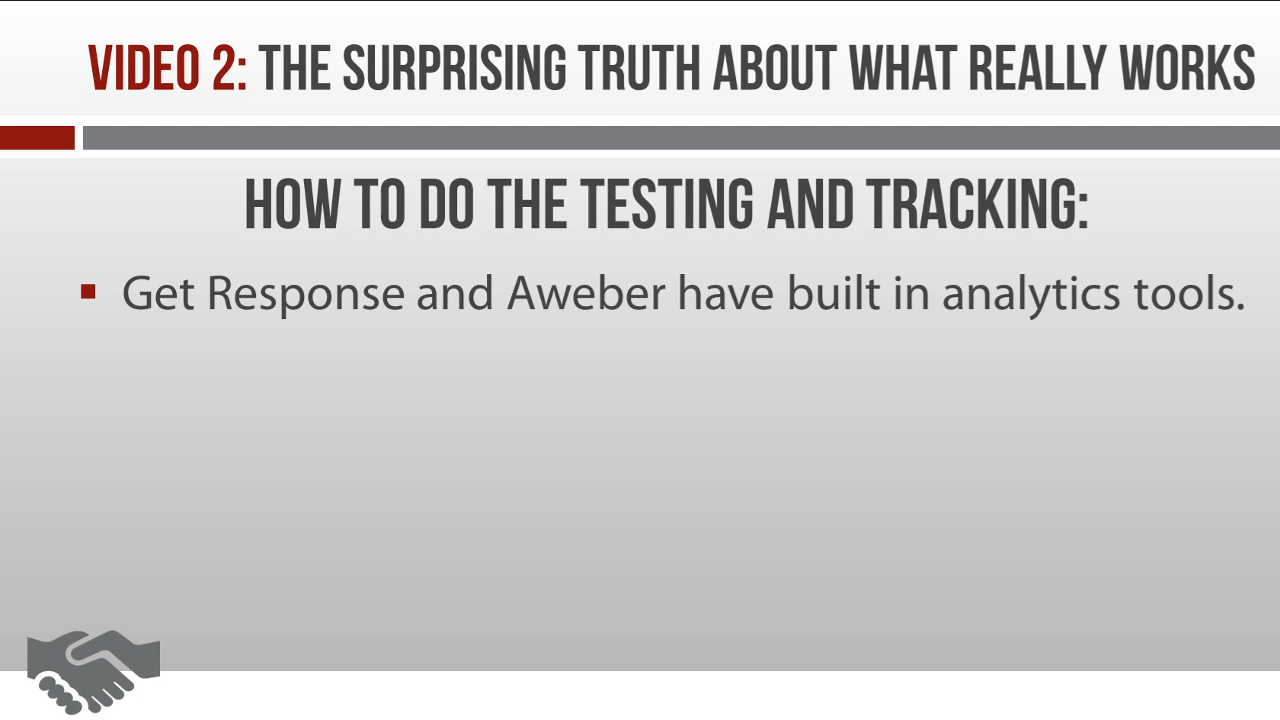 VIDEO 2: THE SURPRISING TRUTH ABOUT WHAT REALLY WORKS
HOW TO DO THE TESTING AND TRACKING:
Get Response and Aweber have built in analytics tools.